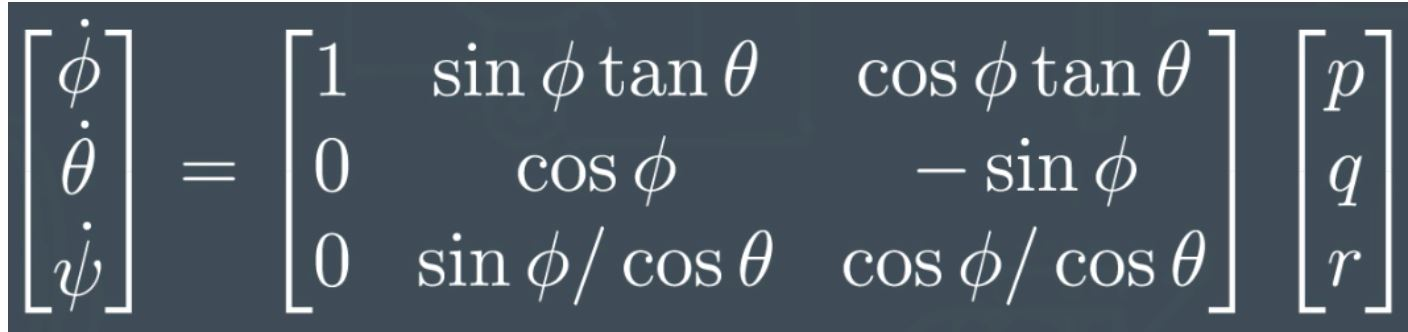 [ϕ̇] = [1 sin ϕ tan θ cos ϕ tan θ] [p]
[θ̇] [0 cos ϕ − sin ϕ] [q]
[ψ̇] [0 sin ϕ/ cos θ cos ϕ/ cos θ] [r]